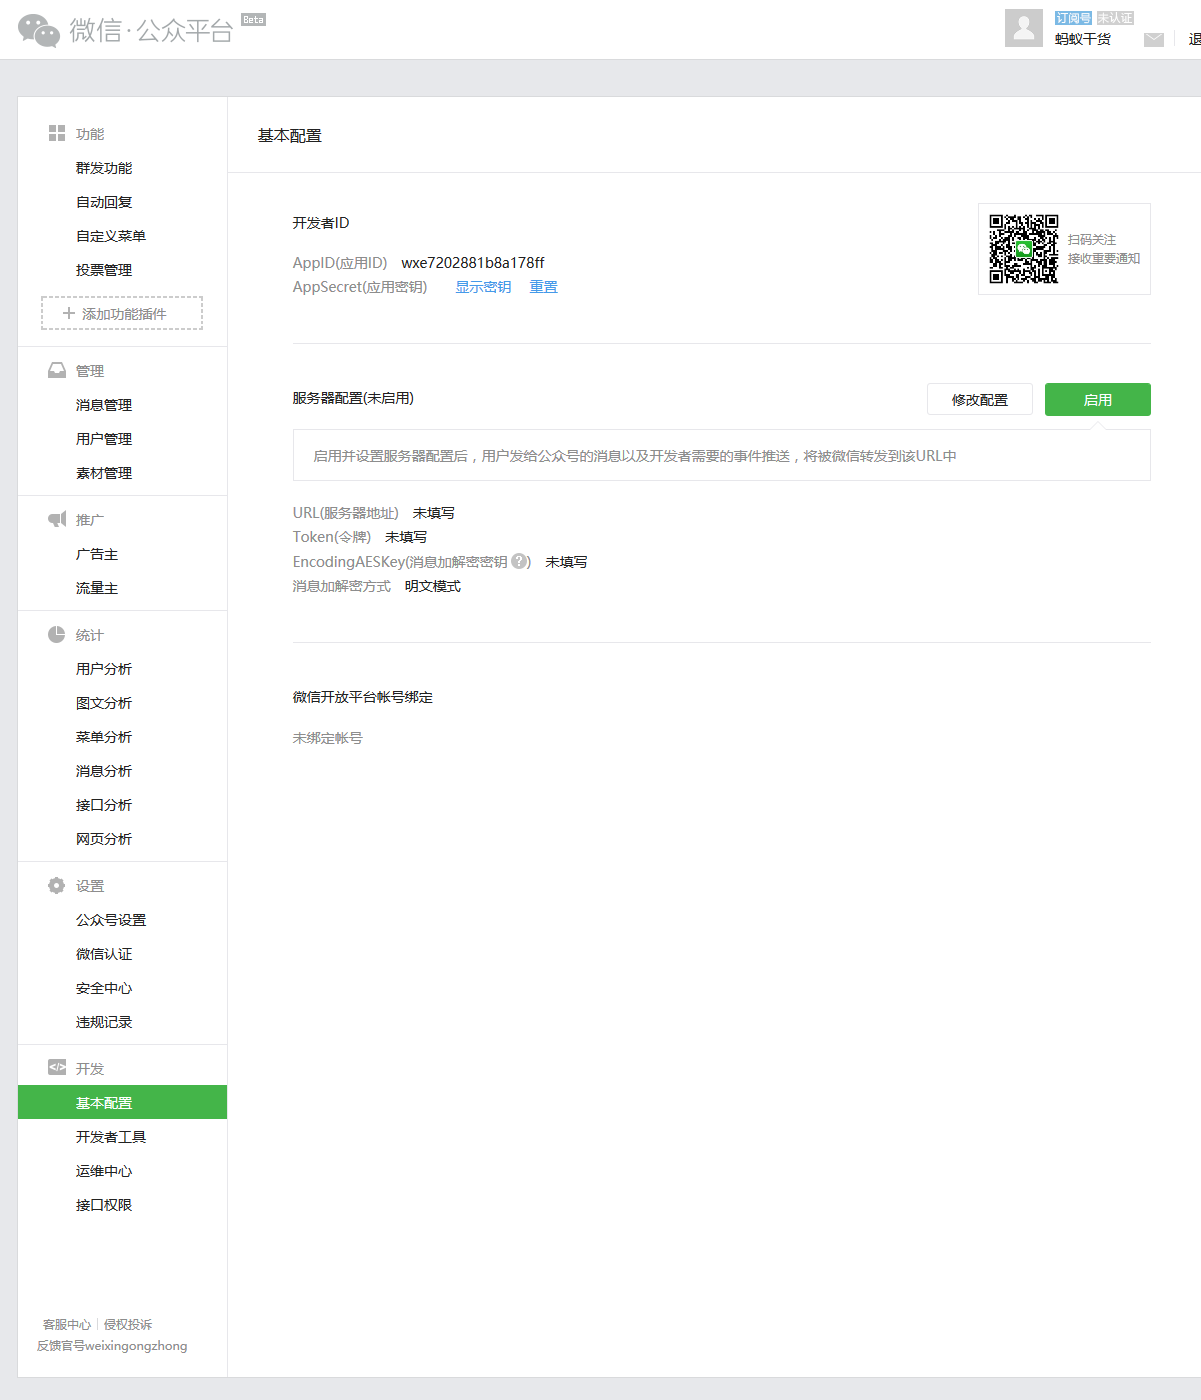 微信·公众平台 Beta
订阅号 未认证
蚂蚁干货
退
功能
群发功能
自动回复
自定义菜单
投票管理
+ 添加功能插件
管理
消息管理
用户管理
素材管理
推广
广告主
流量主
统计
用户分析
图文分析
菜单分析
消息分析
接口分析
网页分析
设置
公众号设置
微信认证
安全中心
违规记录
</> 开发
基本配置
开发者工具
运维中心
接口权限
客服中心 侵权投诉
反馈官号weixingongzhong
基本配置
开发者ID
AppID(应用ID) wxe7202881b8a178ff
AppSecret(应用密钥) 显示密钥 重置
扫码关注
接收重要通知
服务器配置(未启用)
修改配置 启用
启用并设置服务器配置后，用户发给公众号的消息以及开发者需要的事件推送，将被微信转发到该URL中
URL(服务器地址) 未填写
Token(令牌) 未填写
EncodingAESKey(消息加解密密钥 ?) 未填写
消息加解密方式 明文模式
微信开放平台帐号绑定
未绑定帐号